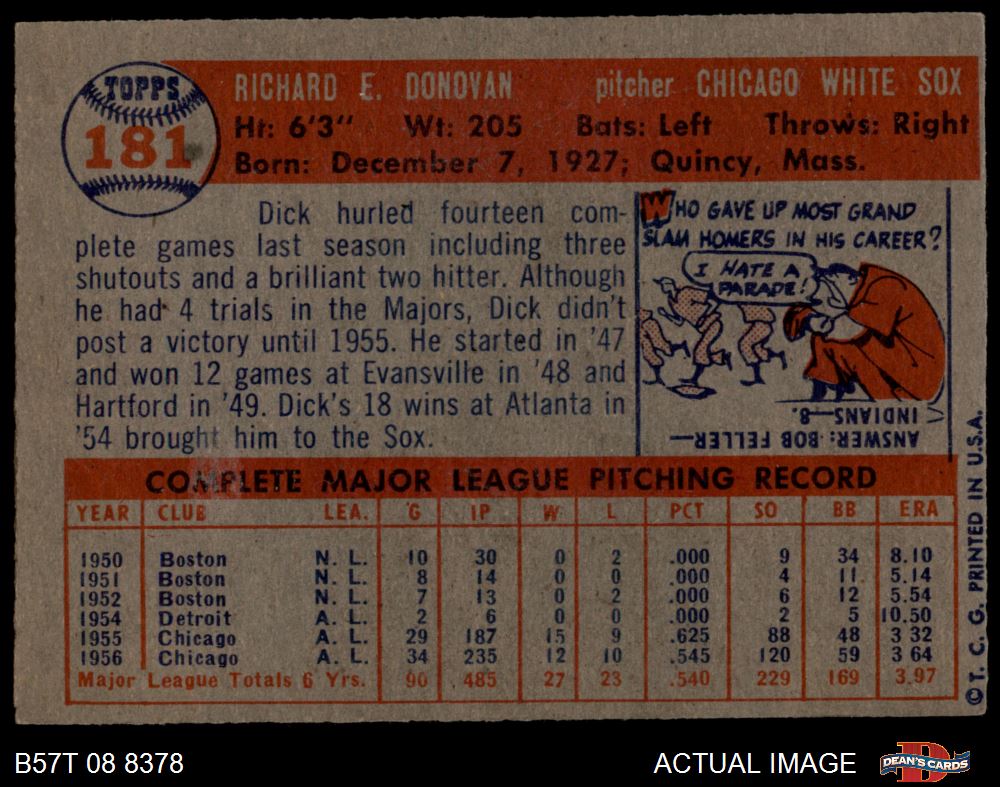 TOPPS
181
RICHARD E. DONOVAN pitcher CHICAGO WHITE SOX
Ht: 6'3" Wt: 205 Bats: Left Throws: Right
Born: December 7, 1927; Quincy, Mass.
Dick hurled fourteen com-
plete games last season including three
shutouts and a brilliant two hitter. Although
he had 4 trials in the Majors, Dick didn't
post a victory until 1955. He started in '47
and won 12 games at Evansville in '48 and
Hartford in '49. Dick's 18 wins at Atlanta in
'54 brought him to the Sox.
WHO GAVE UP MOST GRAND
SLAM HOMERS IN HIS CAREER?
I HATE A
PARADE!
ANSWER: BOB FELLER—
INDIANS—8.
COMPLETE MAJOR LEAGUE PITCHING RECORD
YEAR CLUB LEA. G IP W L PCT SO BB ERA
1950 Boston N. L. 10 30 0 2 .000 9 34 8.10
1951 Boston N. L. 8 14 0 0 .000 4 11 5.14
1952 Boston N. L. 7 13 0 2 .000 6 12 5.54
1954 Detroit A. L. 2 6 0 0 .000 2 5 10.50
1955 Chicago A. L. 29 187 15 9 .625 88 48 3 32
1956 Chicago A. L. 34 235 12 10 .545 120 59 3 64
Major League Totals 6 Yrs. 90 485 27 23 .540 229 169 3.97
© T. C. G. PRINTED IN U.S.A.
B57T 08 8378
ACTUAL IMAGE
D
DEAN'S CARDS